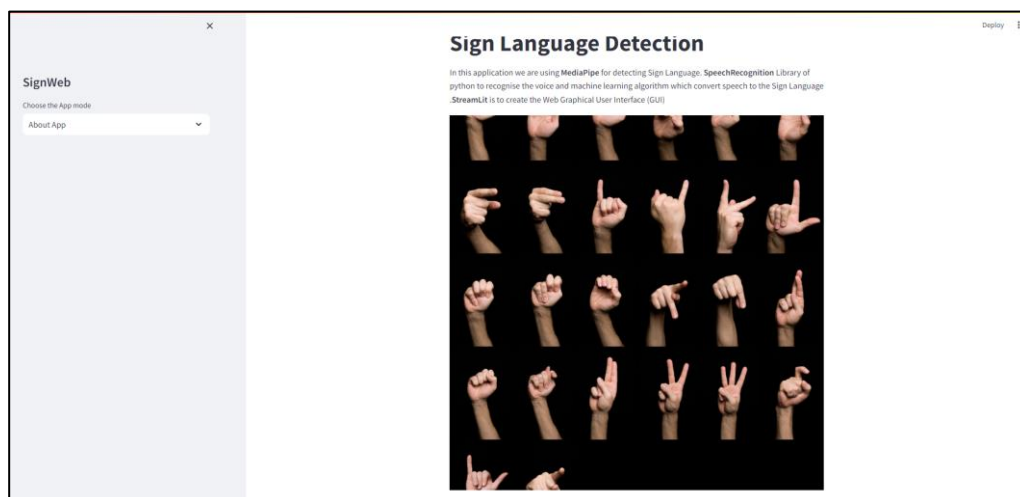 Deploy
Sign Language Detection
SignWeb
Choose the App mode
About App
In this application we are using MediaPipe for detecting Sign Language. SpeechRecognition Library of
python to recognise the voice and machine learning algorithm which convert speech to the Sign Language
.StreamLit is to create the Web Graphical User Interface (GUI)